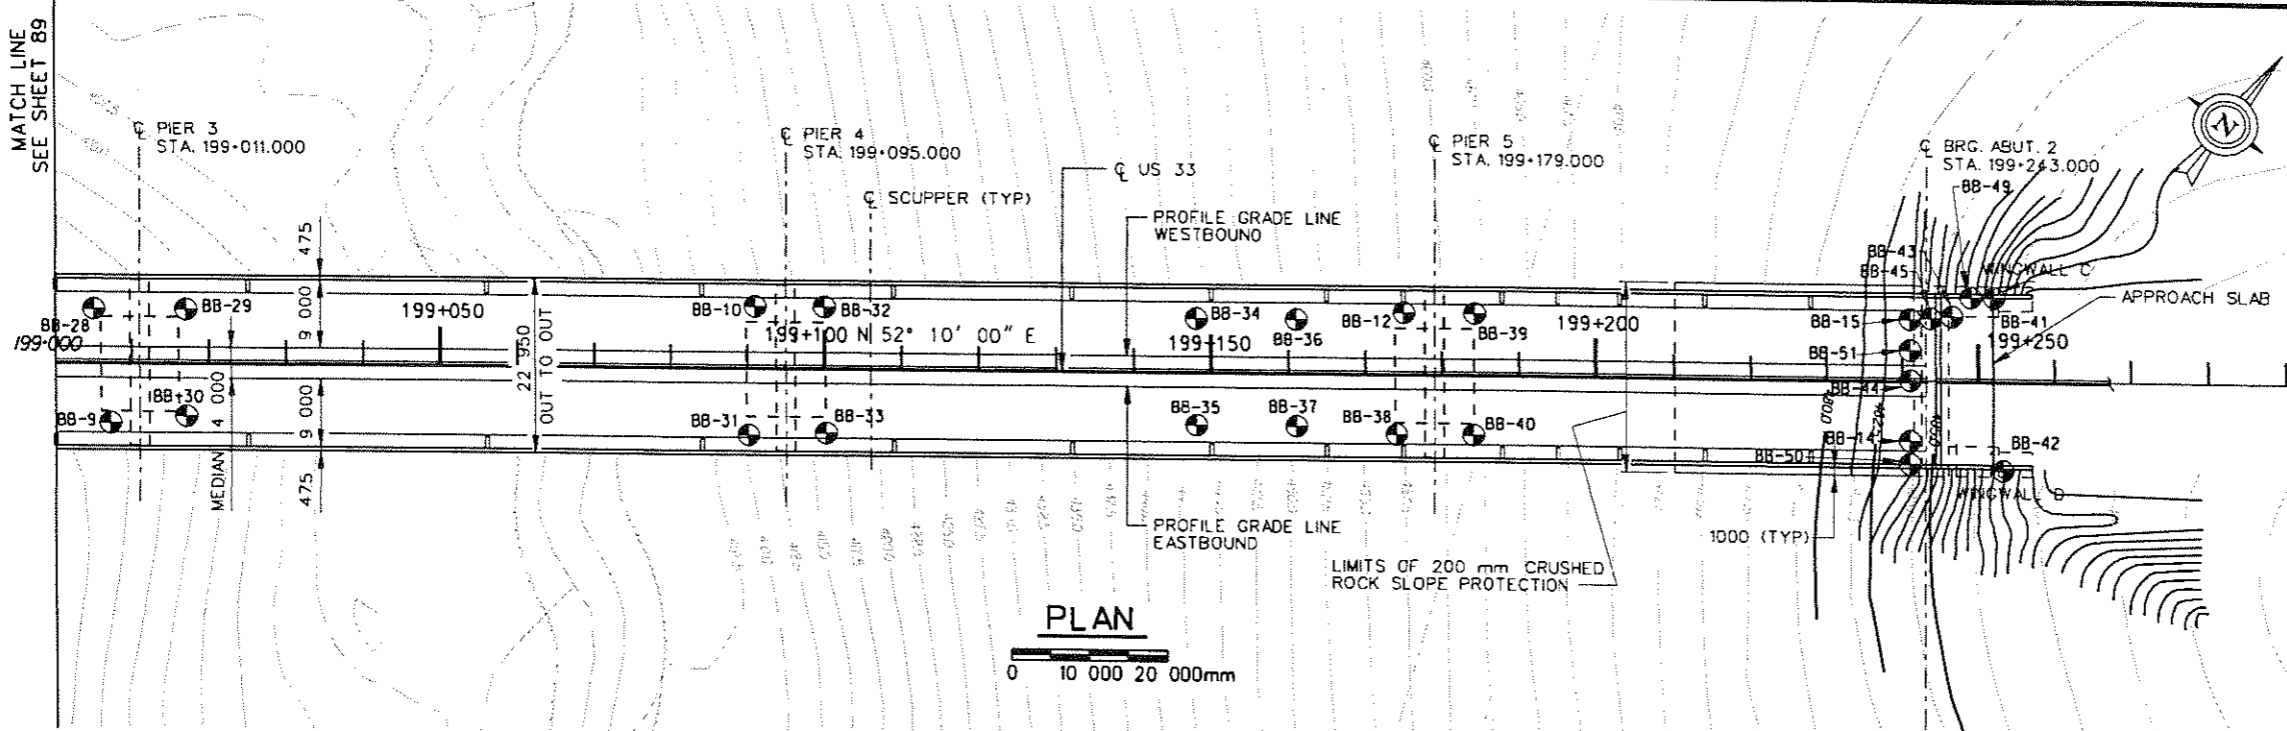 MATCH LINE
SEE SHEET 89
℄ PIER 3
STA. 199+011.000
℄ PIER 4
STA. 199+095.000
℄ SCUPPER (TYP)
℄ US 33
PROFILE GRADE LINE
WESTBOUND
℄ PIER 5
STA. 199+179.000
℄ BRG. ABUT. 2
STA. 199+243.000
BB-49
N
BB-43
BB-45
WINGWALL C
APPROACH SLAB
475
9 000
BB-28
BB-29
199+050
199+000
22 950
OUT TO OUT
BB-10
BB-32
199+100 N 52° 10' 00" E
BB-34
199+150
BB-36
BB-12
BB-39
199+200
BB-15
BB-41
199+250
BB-51
BB-44
BB-9
BB-30
MEDIAN 4 000
9 000
475
BB-31
BB-33
BB-35
BB-37
BB-38
BB-40
BB-14
BB-50
BB-42
WINGWALL D
1000 (TYP)
PROFILE GRADE LINE
EASTBOUND
LIMITS OF 200 mm CRUSHED
ROCK SLOPE PROTECTION
PLAN
0 10 000 20 000mm